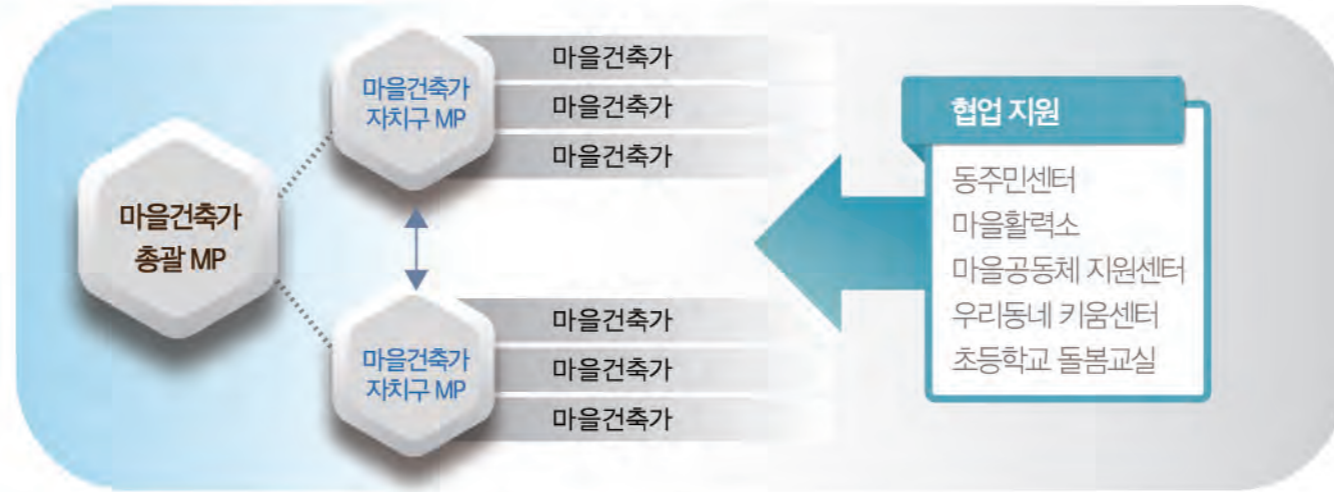 마을건축가
총괄 MP
마을건축가
자치구 MP
마을건축가
마을건축가
마을건축가
마을건축가
자치구 MP
마을건축가
마을건축가
마을건축가
협업 지원
동주민센터
마을활력소
마을공동체 지원센터
우리동네 키움센터
초등학교 돌봄교실